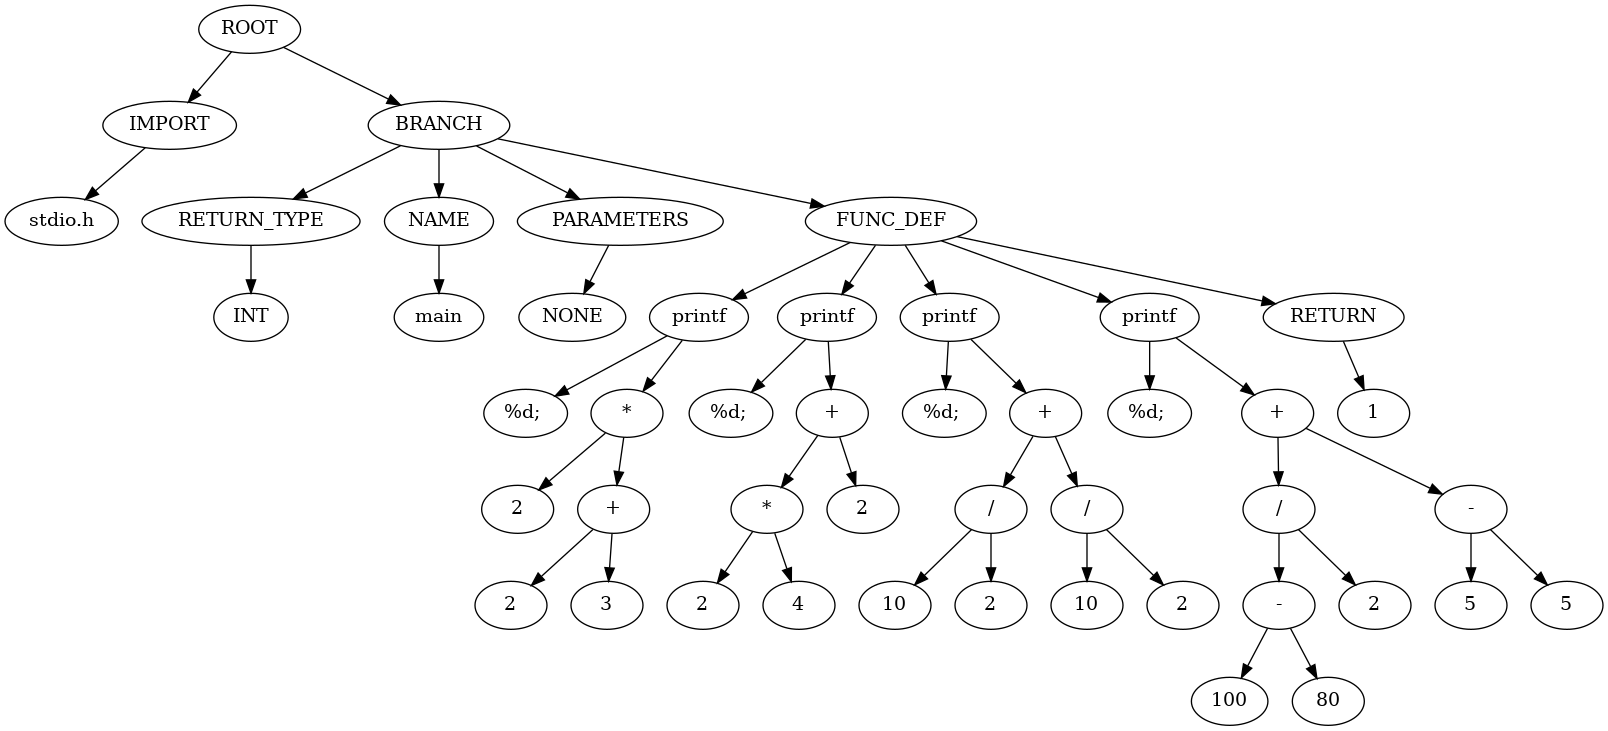 ROOT
IMPORT BRANCH
stdio.h RETURN_TYPE NAME PARAMETERS FUNC_DEF
INT main NONE printf printf printf printf RETURN
%d; * %d; + %d; + %d; + 1
2 + * 2 / / / -
2 3 2 4 10 2 10 2 - 2 5 5
100 80